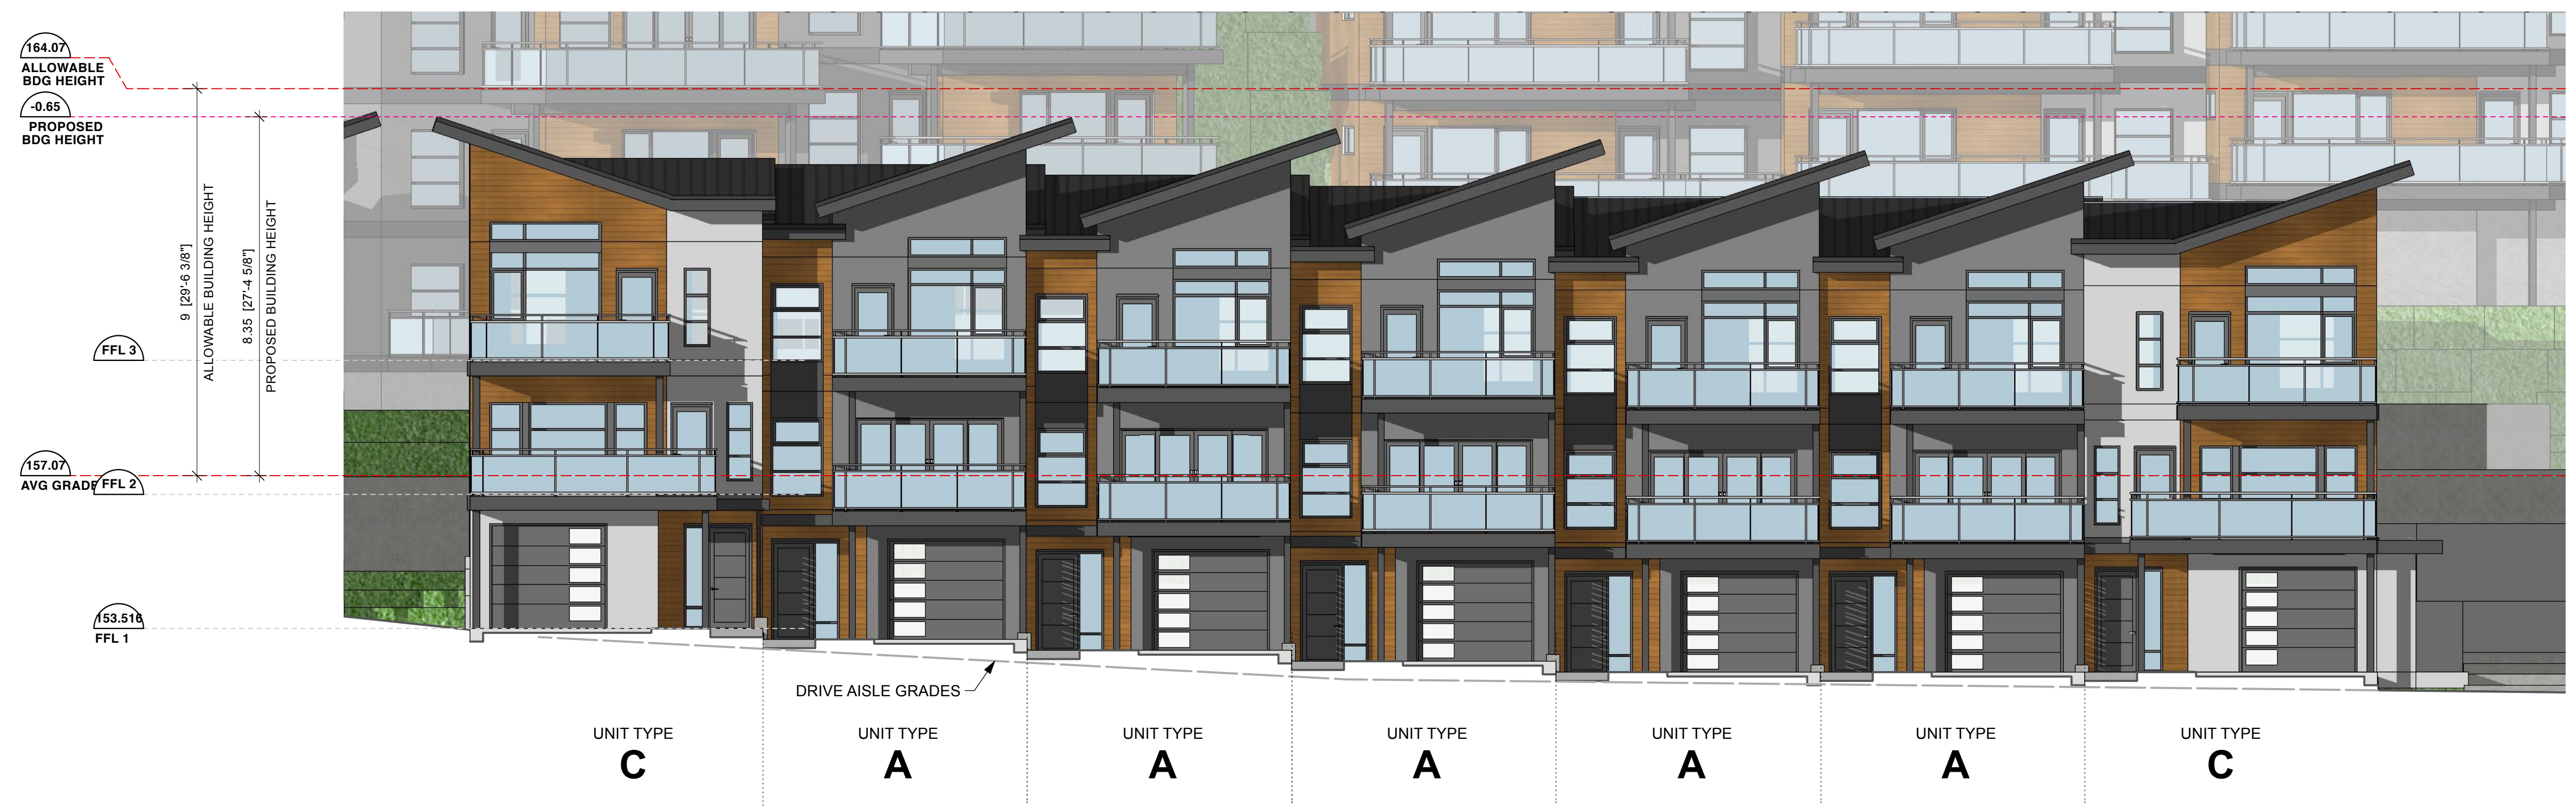 164.07
ALLOWABLE
BDG HEIGHT
-0.65
PROPOSED
BDG HEIGHT
9 [29'-6 3/8"]
ALLOWABLE BUILDING HEIGHT
8.35 [27'-4 5/8"]
PROPOSED BUILDING HEIGHT
FFL 3
157.07
AVG GRADE
FFL 2
153.516
FFL 1
DRIVE AISLE GRADES
UNIT TYPE
C
UNIT TYPE
A
UNIT TYPE
A
UNIT TYPE
A
UNIT TYPE
A
UNIT TYPE
A
UNIT TYPE
C